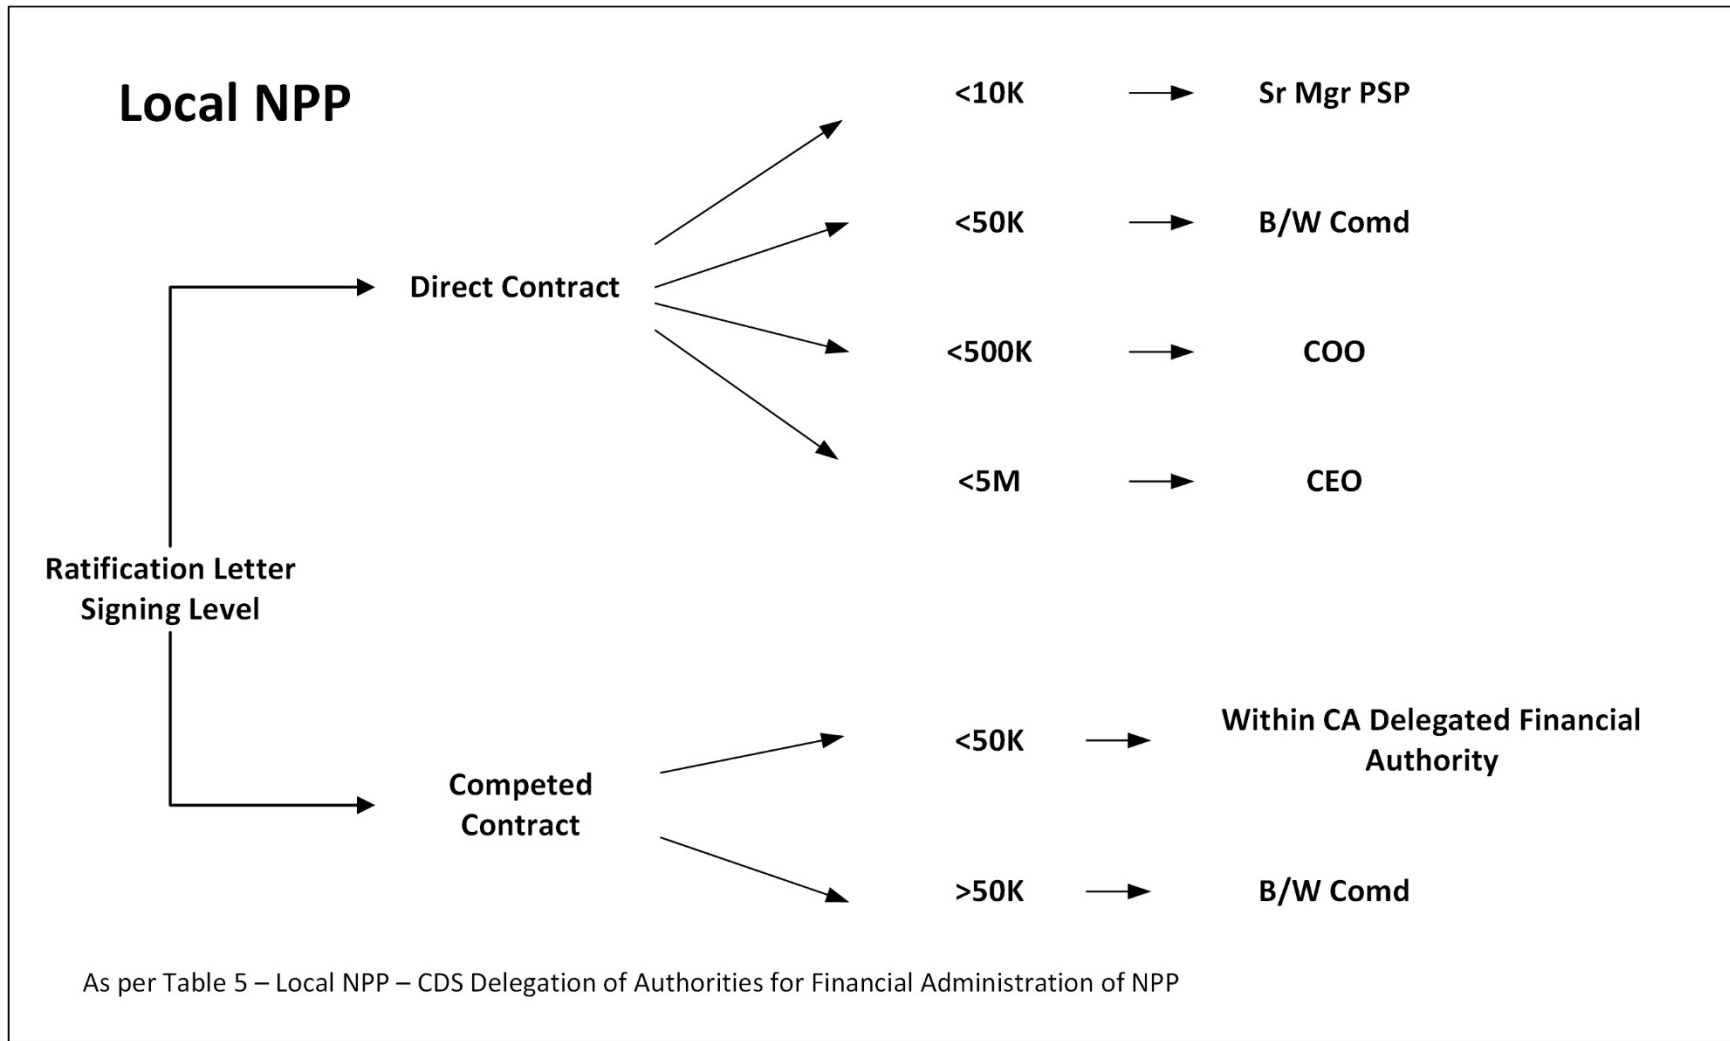 Local NPP
<10K
Sr Mgr PSP
<50K
B/W Comd
Direct Contract
<500K
COO
<5M
CEO
Ratification Letter
Signing Level
Competed
Contract
<50K
Within CA Delegated Financial
Authority
>50K
B/W Comd
As per Table 5 – Local NPP – CDS Delegation of Authorities for Financial Administration of NPP